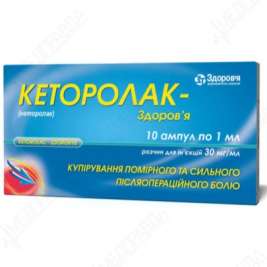 Здоров'я
КЕТОРОЛАК-
Здоров'я
(кеторолак)
10 ампул по 1 мл
розчин для ін'єкцій 30 мг/мл
КУПІРУВАННЯ ПОМІРНОГО ТА СИЛЬНОГО
ПІСЛЯОПЕРАЦІЙНОГО БОЛЮ